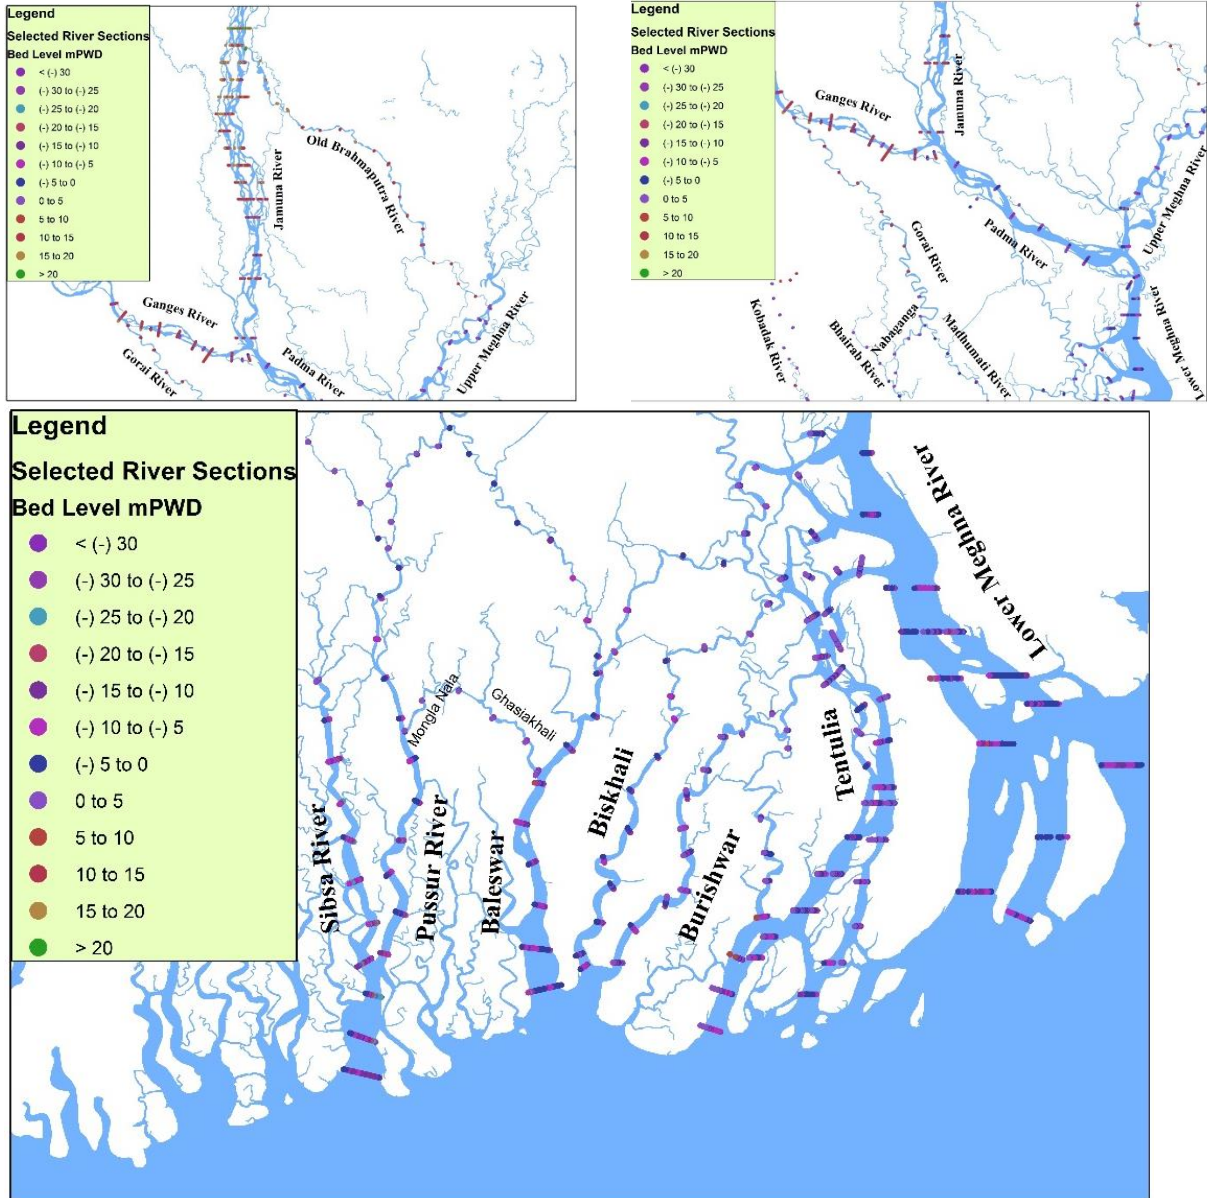 Legend
Selected River Sections
Bed Level mPWD
< (-) 30
(-) 30 to (-) 25
(-) 25 to (-) 20
(-) 20 to (-) 15
(-) 15 to (-) 10
(-) 10 to (-) 5
(-) 5 to 0
0 to 5
5 to 10
10 to 15
15 to 20
> 20
Old Brahmaputra River
Jamuna River
Ganges River
Gorai River
Padma River
Upper Meghna River
Legend
Selected River Sections
Bed Level mPWD
< (-) 30
(-) 30 to (-) 25
(-) 25 to (-) 20
(-) 20 to (-) 15
(-) 15 to (-) 10
(-) 10 to (-) 5
(-) 5 to 0
0 to 5
5 to 10
10 to 15
15 to 20
> 20
Jamuna River
Ganges River
Upper Meghna River
Padma River
Gorai River
Kobadak River
Bhairab River
Nabaganga
Madhumati River
Lower Meghna River
Legend
Selected River Sections
Bed Level mPWD
< (-) 30
(-) 30 to (-) 25
(-) 25 to (-) 20
(-) 20 to (-) 15
(-) 15 to (-) 10
(-) 10 to (-) 5
(-) 5 to 0
0 to 5
5 to 10
10 to 15
15 to 20
> 20
Lower Meghna River
Mongla Nala
Ghasiakhali
Tentulia
Biskhali
Sibsa River
Pussur River
Baleswar
Burishwar